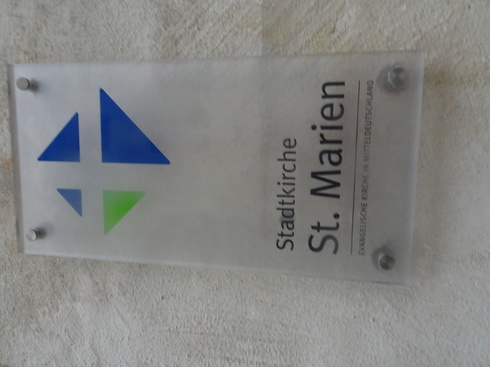 Stadtkirche
St. Marien
EVANGELISCHE KIRCHE IN MITTELDEUTSCHLAND